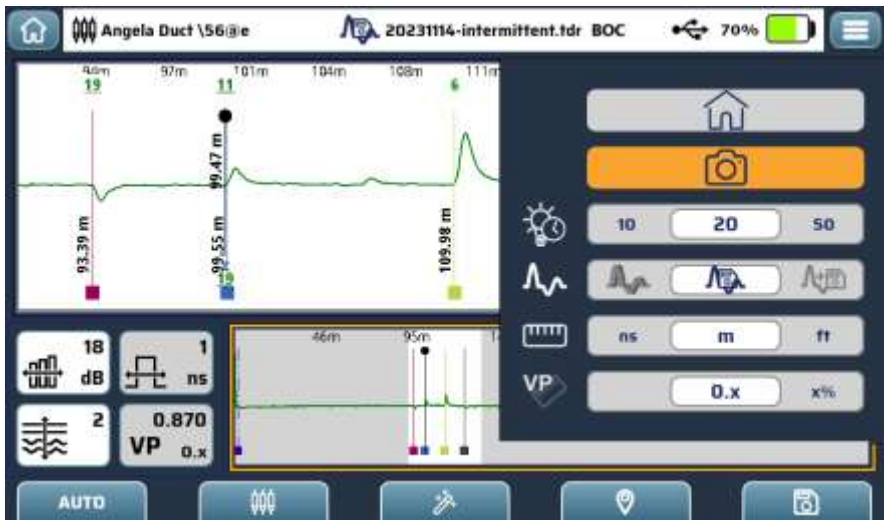 Angela Duct \56@e 20231114-intermittent.tdr BOC 70%
94m 97m 101m 104m 108m 111m
19 11 6
99.47 m
93.39 m 99.55 m 109.98 m
19
10 20 50
ns m ft
VP 0.x x%
46m 95m
18 dB
1 ns
2
0.870
VP 0.x
AUTO